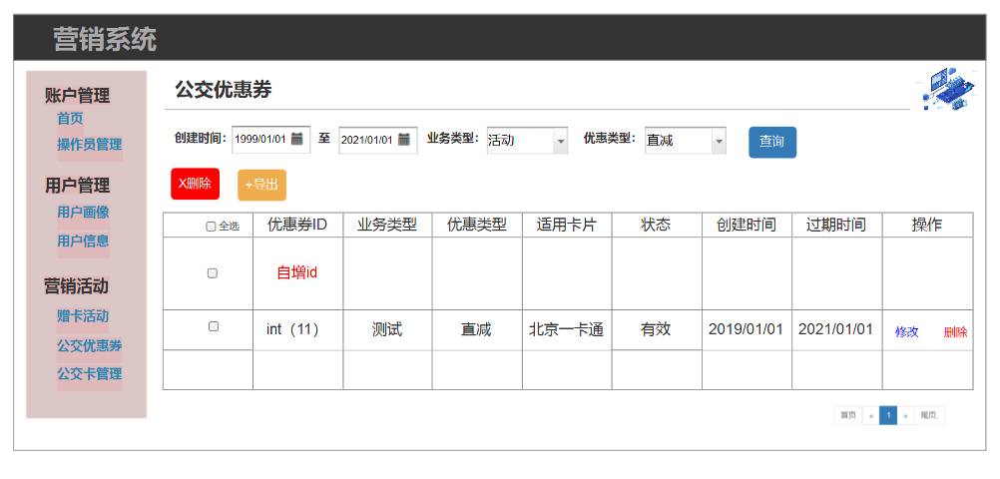 营销系统
账户管理
首页
操作员管理
用户管理
用户画像
用户信息
营销活动
赠卡活动
公交优惠券
公交卡管理
公交优惠券
创建时间: 1999/01/01 至 2021/01/01 业务类型: 活动 优惠类型: 直减 查询
X删除 +导出
全选 优惠券ID 业务类型 优惠类型 适用卡片 状态 创建时间 过期时间 操作
自增id
int（11） 测试 直减 北京一卡通 有效 2019/01/01 2021/01/01 修改 删除
首页 « 1 » 尾页